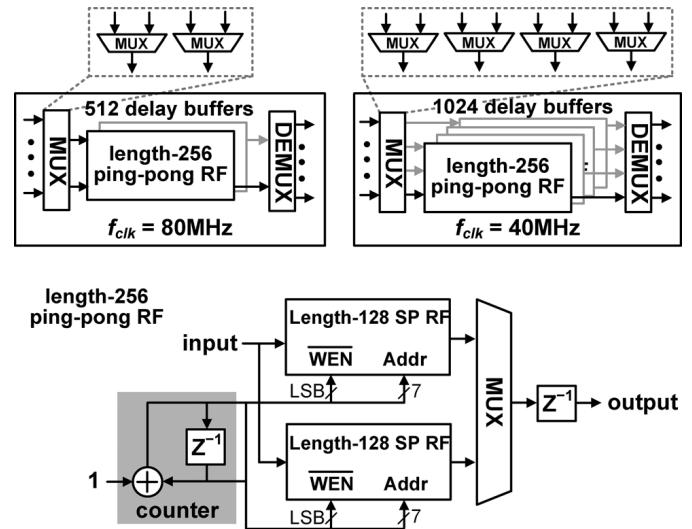 MUX MUX
MUX MUX MUX MUX
512 delay buffers
MUX
length-256
ping-pong RF
DEMUX
f_clk = 80MHz
1024 delay buffers
MUX
length-256
ping-pong RF
DEMUX
f_clk = 40MHz
length-256
ping-pong RF
input
Length-128 SP RF
WEN Addr
LSB 7
MUX
Z⁻¹
output
Z⁻¹
1
counter
Length-128 SP RF
WEN Addr
LSB 7